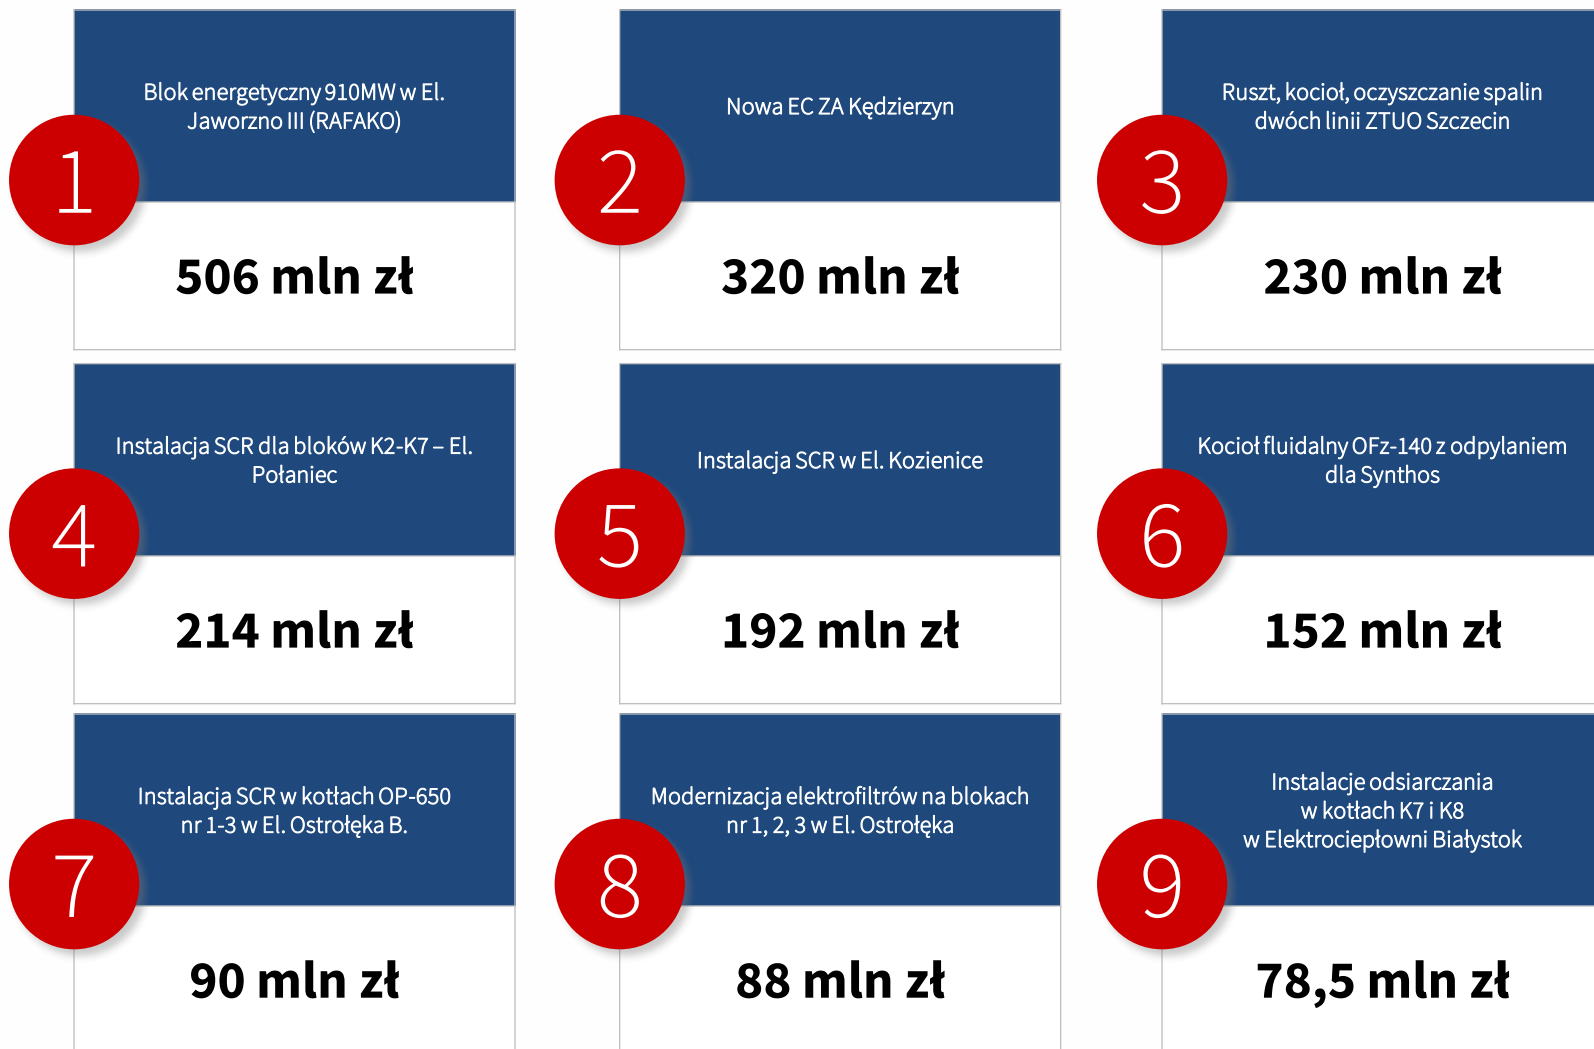 Blok energetyczny 910MW w El.
Jaworzno III (RAFAKO)
1
506 mln zł
Nowa EC ZA Kędzierzyn
2
320 mln zł
Ruszt, kocioł, oczyszczanie spalin
dwóch linii ZTUO Szczecin
3
230 mln zł
Instalacja SCR dla bloków K2-K7 – El.
Połaniec
4
214 mln zł
Instalacja SCR w El. Kozienice
5
192 mln zł
Kocioł fluidalny OFz-140 z odpylaniem
dla Synthos
6
152 mln zł
Instalacja SCR w kotłach OP-650
nr 1-3 w El. Ostrołęka B.
7
90 mln zł
Modernizacja elektrofiltrów na blokach
nr 1, 2, 3 w El. Ostrołęka
8
88 mln zł
Instalacje odsiarczania
w kotłach K7 i K8
w Elektrociepłowni Białystok
9
78,5 mln zł